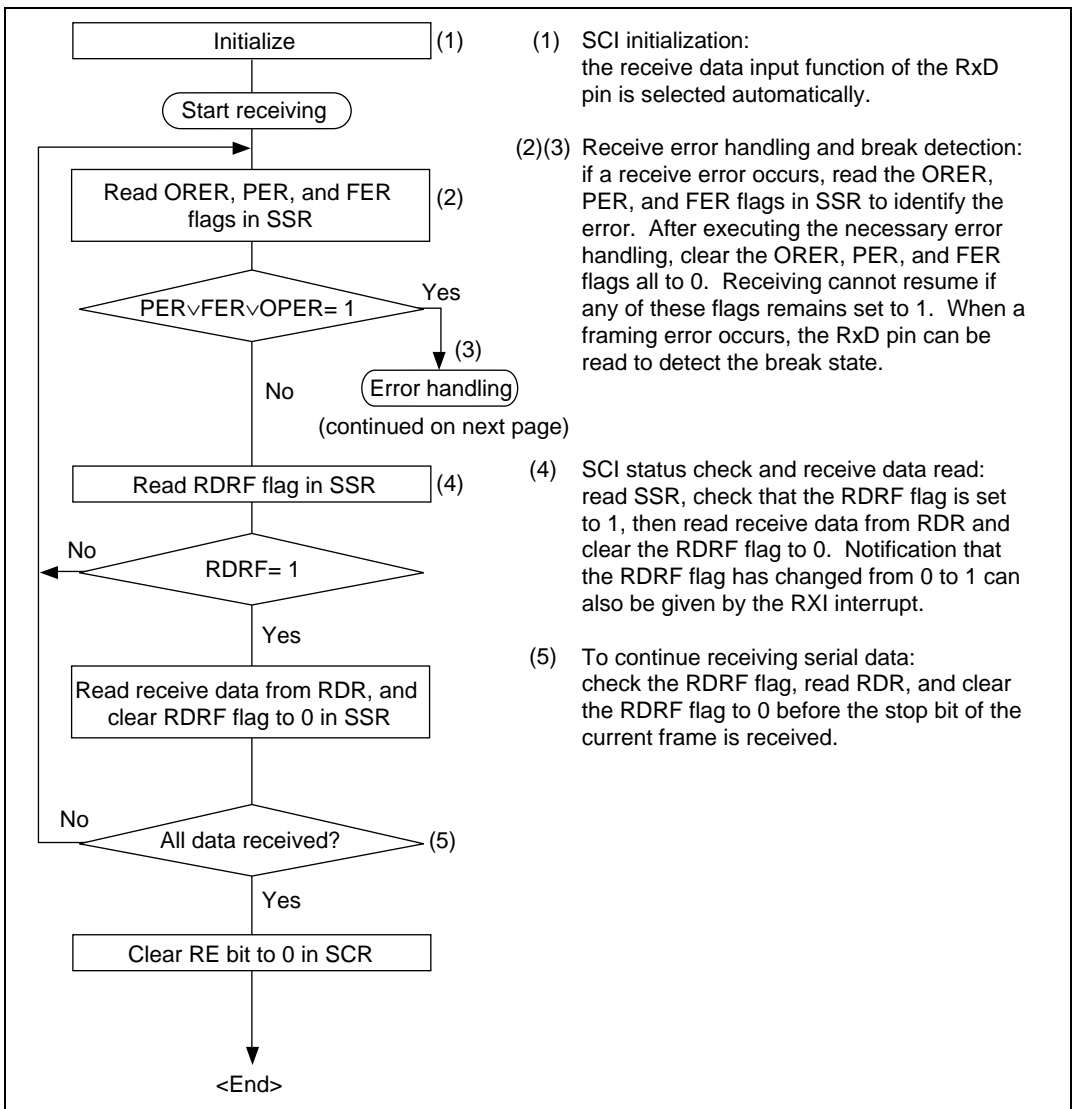 Initialize
(1)
Start receiving
Read ORER, PER, and FER
flags in SSR
(2)
PER∨FER∨OPER= 1
Yes
(3)
Error handling
(continued on next page)
No
Read RDRF flag in SSR
(4)
No
RDRF= 1
Yes
Read receive data from RDR, and
clear RDRF flag to 0 in SSR
No
All data received?
(5)
Yes
Clear RE bit to 0 in SCR
<End>
(1) SCI initialization:
the receive data input function of the RxD
pin is selected automatically.
(2)(3) Receive error handling and break detection:
if a receive error occurs, read the ORER,
PER, and FER flags in SSR to identify the
error. After executing the necessary error
handling, clear the ORER, PER, and FER
flags all to 0. Receiving cannot resume if
any of these flags remains set to 1. When a
framing error occurs, the RxD pin can be
read to detect the break state.
(4) SCI status check and receive data read:
read SSR, check that the RDRF flag is set
to 1, then read receive data from RDR and
clear the RDRF flag to 0. Notification that
the RDRF flag has changed from 0 to 1 can
also be given by the RXI interrupt.
(5) To continue receiving serial data:
check the RDRF flag, read RDR, and clear
the RDRF flag to 0 before the stop bit of the
current frame is received.